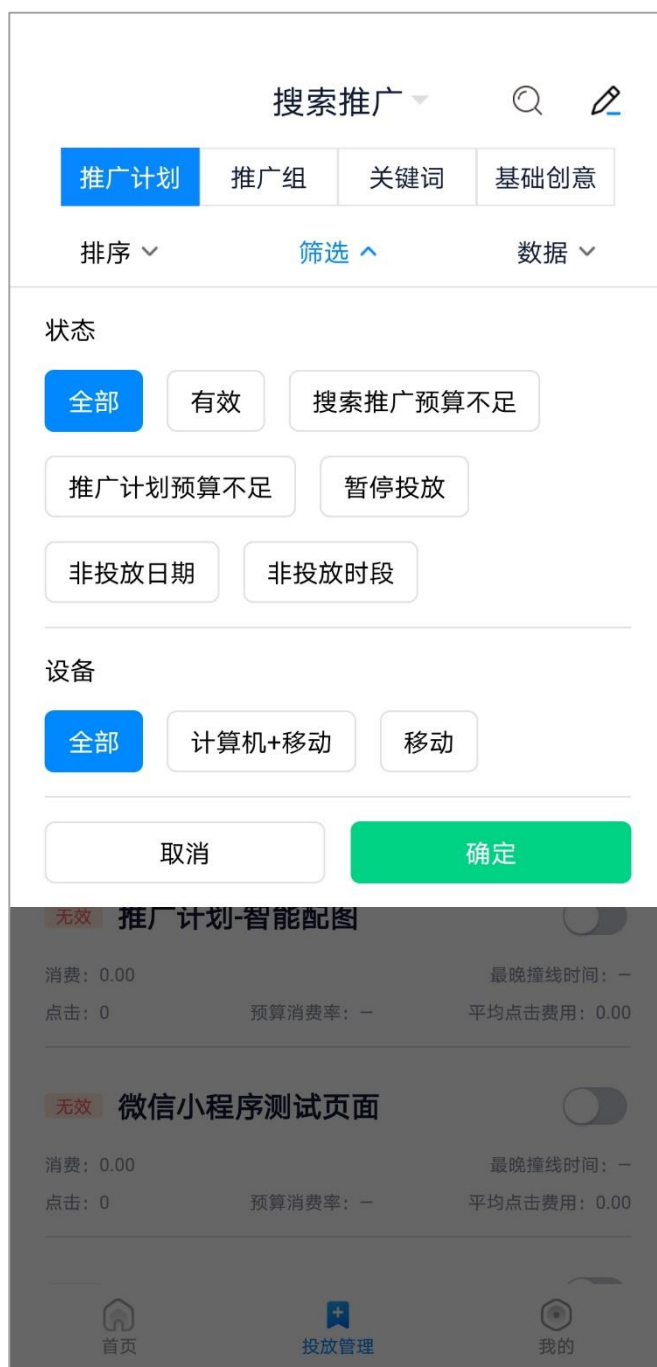 搜索推广
推广计划 推广组 关键词 基础创意
排序 筛选 数据
状态
全部 有效 搜索推广预算不足
推广计划预算不足 暂停投放
非投放日期 非投放时段
设备
全部 计算机+移动 移动
取消 确定
无效 推广计划-智能配图
消费：0.00 最晚撞线时间：—
点击：0 预算消费率：— 平均点击费用：0.00
无效 微信小程序测试页面
消费：0.00 最晚撞线时间：—
点击：0 预算消费率：— 平均点击费用：0.00
首页 投放管理 我的